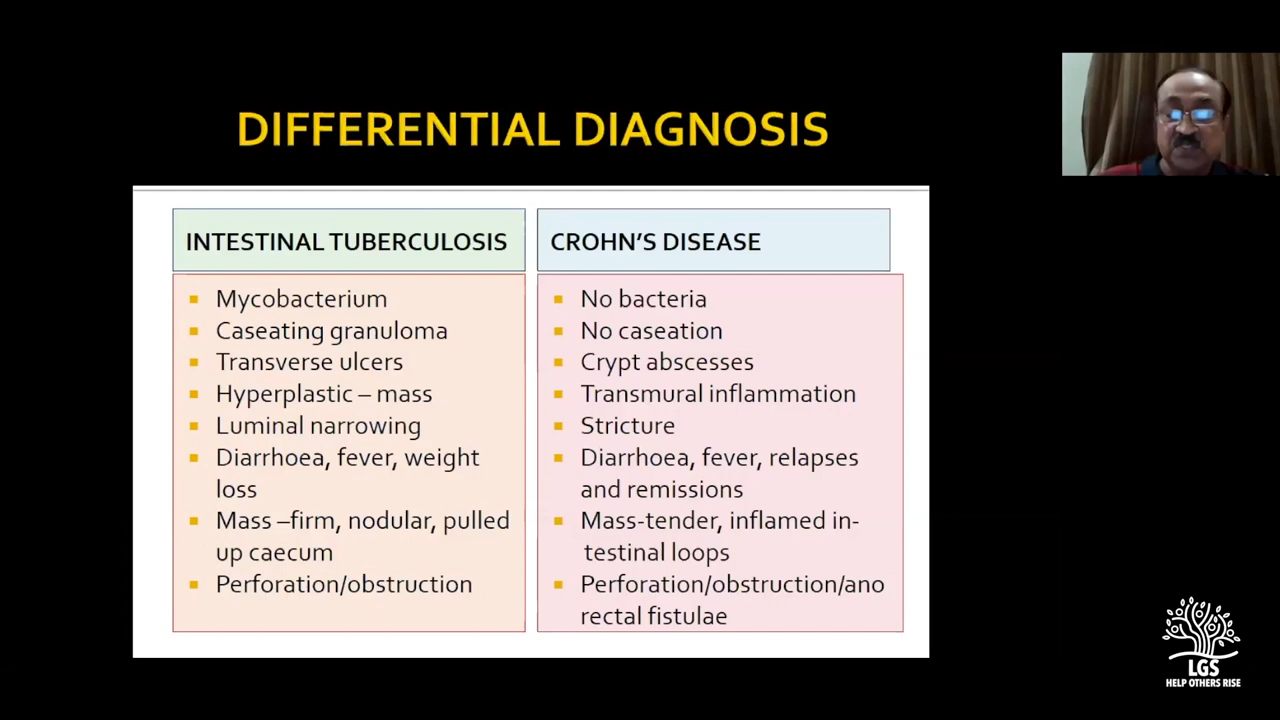 DIFFERENTIAL DIAGNOSIS
INTESTINAL TUBERCULOSIS
Mycobacterium
Caseating granuloma
Transverse ulcers
Hyperplastic – mass
Luminal narrowing
Diarrhoea, fever, weight
loss
Mass –firm, nodular, pulled
up caecum
Perforation/obstruction
CROHN’S DISEASE
No bacteria
No caseation
Crypt abscesses
Transmural inflammation
Stricture
Diarrhoea, fever, relapses
and remissions
Mass-tender, inflamed in-
testinal loops
Perforation/obstruction/ano
rectal fistulae
LGS
HELP OTHERS RISE